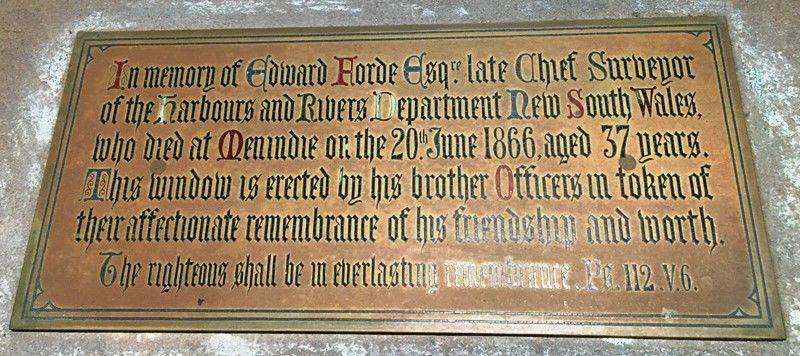 In memory of Edward Forde Esqre. late Chief Surveyor
of the Harbours and Rivers Department New South Wales,
who died at Menindie on the 20th June 1866, aged 37 years.
This window is erected by his brother Officers in token of
their affectionate remembrance of his friendship and worth.
The righteous shall be in everlasting remembrance. Ps. 112. V. 6.